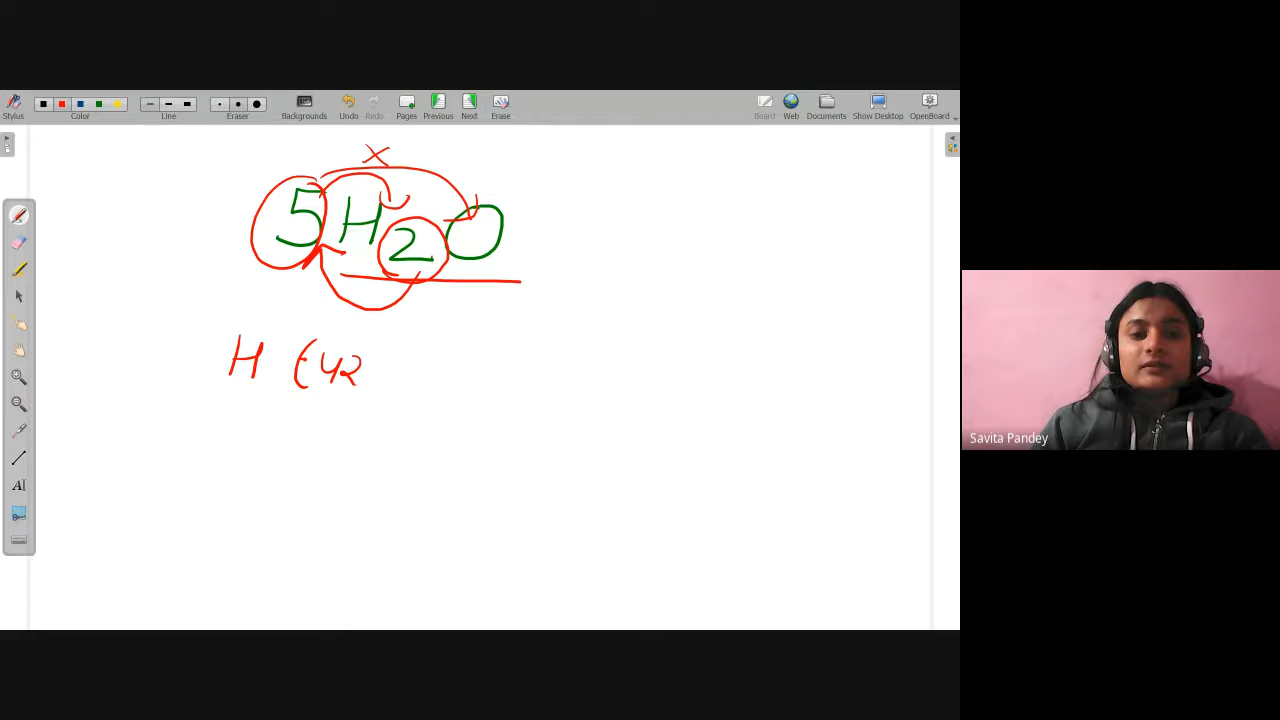 Stylus Color Line Eraser Backgrounds Undo Redo Pages Previous Next Erase Board Web Documents Show Desktop OpenBoard
x
5H2O
H (42
Savita Pandey